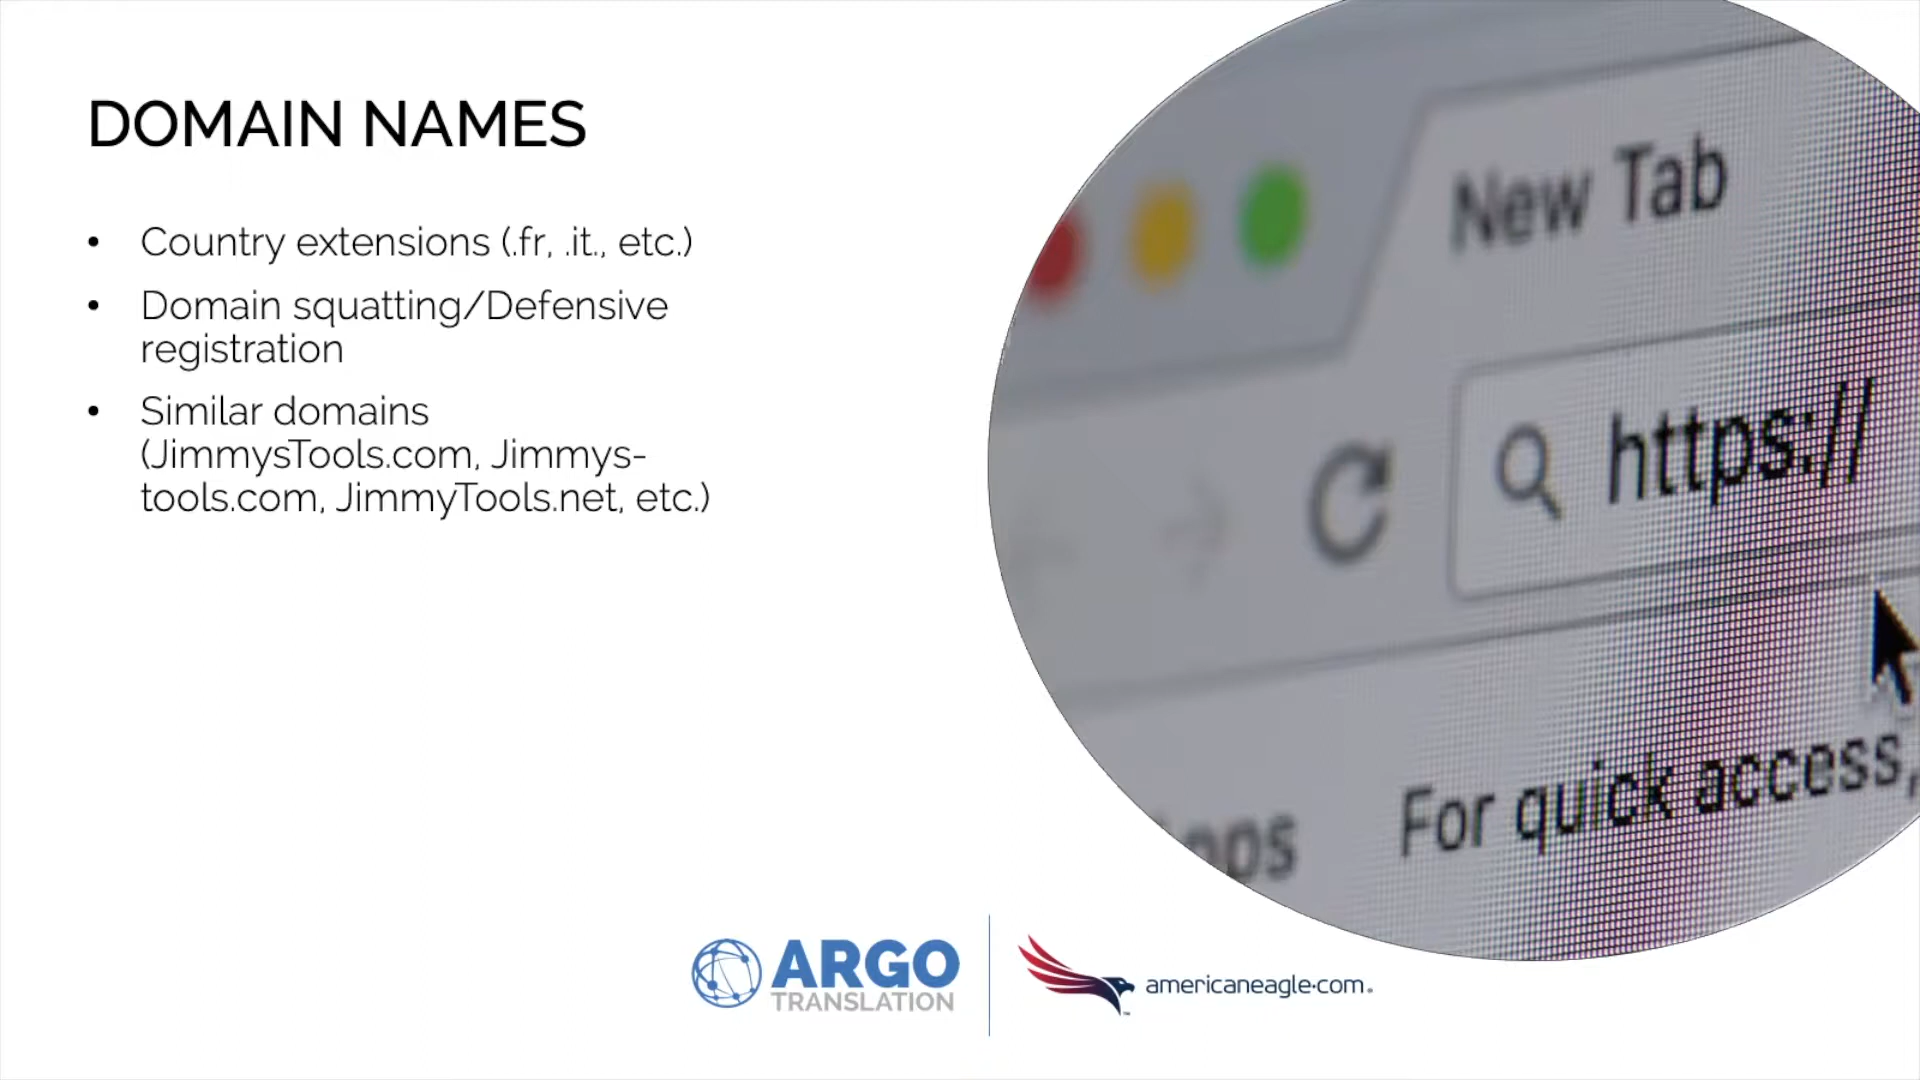 DOMAIN NAMES
• Country extensions (.fr, .it., etc.)
• Domain squatting/Defensive
registration
• Similar domains
(JimmysTools.com, Jimmys-
tools.com, JimmyTools.net, etc.)
New Tab
https://
For quick access,
ARGO
TRANSLATION
americaneagle.com